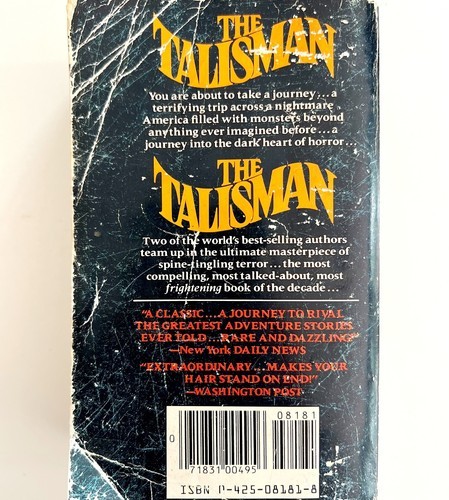 THE
TALISMAN
You are about to take a journey...a
terrifying trip across a nightmare
America filled with monsters beyond
anything ever imagined before...a
journey into the dark heart of horror...
THE
TALISMAN
Two of the world's best-selling authors
team up in the ultimate masterpiece of
spine-tingling terror...the most
compelling, most talked-about, most
frightening book of the decade...
"A CLASSIC...A JOURNEY TO RIVAL
THE GREATEST ADVENTURE STORIES
EVER TOLD...RARE AND DAZZLING"
—New York DAILY NEWS
"EXTRAORDINARY...MAKES YOUR
HAIR STAND ON END!"
—WASHINGTON POST
08181
0
71831 00495
ISBN 0-425-08181-8